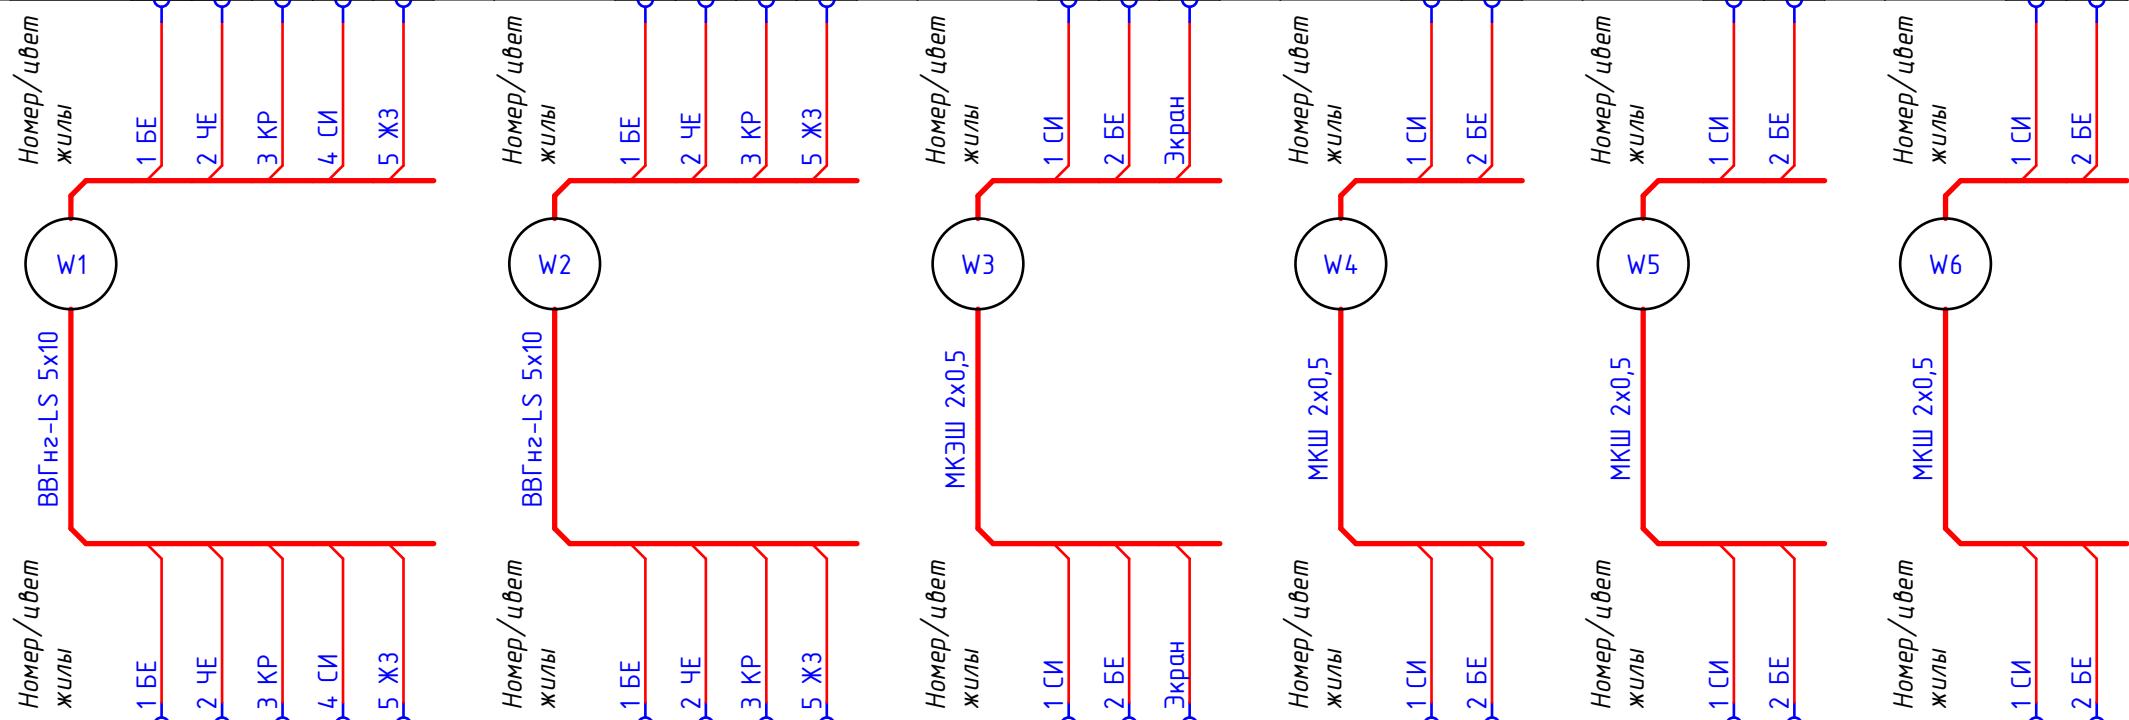 Номер/цвет
жилы
1 БЕ
2 ЧЕ
3 КР
4 СИ
5 ЖЗ
Номер/цвет
жилы
1 БЕ
2 ЧЕ
3 КР
5 ЖЗ
Номер/цвет
жилы
1 СИ
2 БЕ
Экран
Номер/цвет
жилы
1 СИ
2 БЕ
Номер/цвет
жилы
1 СИ
2 БЕ
Номер/цвет
жилы
1 СИ
2 БЕ
W1
W2
W3
W4
W5
W6
ВВГнг-LS 5х10
ВВГнг-LS 5х10
МКЭШ 2х0,5
МКШ 2х0,5
МКШ 2х0,5
МКШ 2х0,5
Номер/цвет
жилы
1 БЕ
2 ЧЕ
3 КР
4 СИ
5 ЖЗ
Номер/цвет
жилы
1 БЕ
2 ЧЕ
3 КР
5 ЖЗ
Номер/цвет
жилы
1 СИ
2 БЕ
Экран
Номер/цвет
жилы
1 СИ
2 БЕ
Номер/цвет
жилы
1 СИ
2 БЕ
Номер/цвет
жилы
1 СИ
2 БЕ